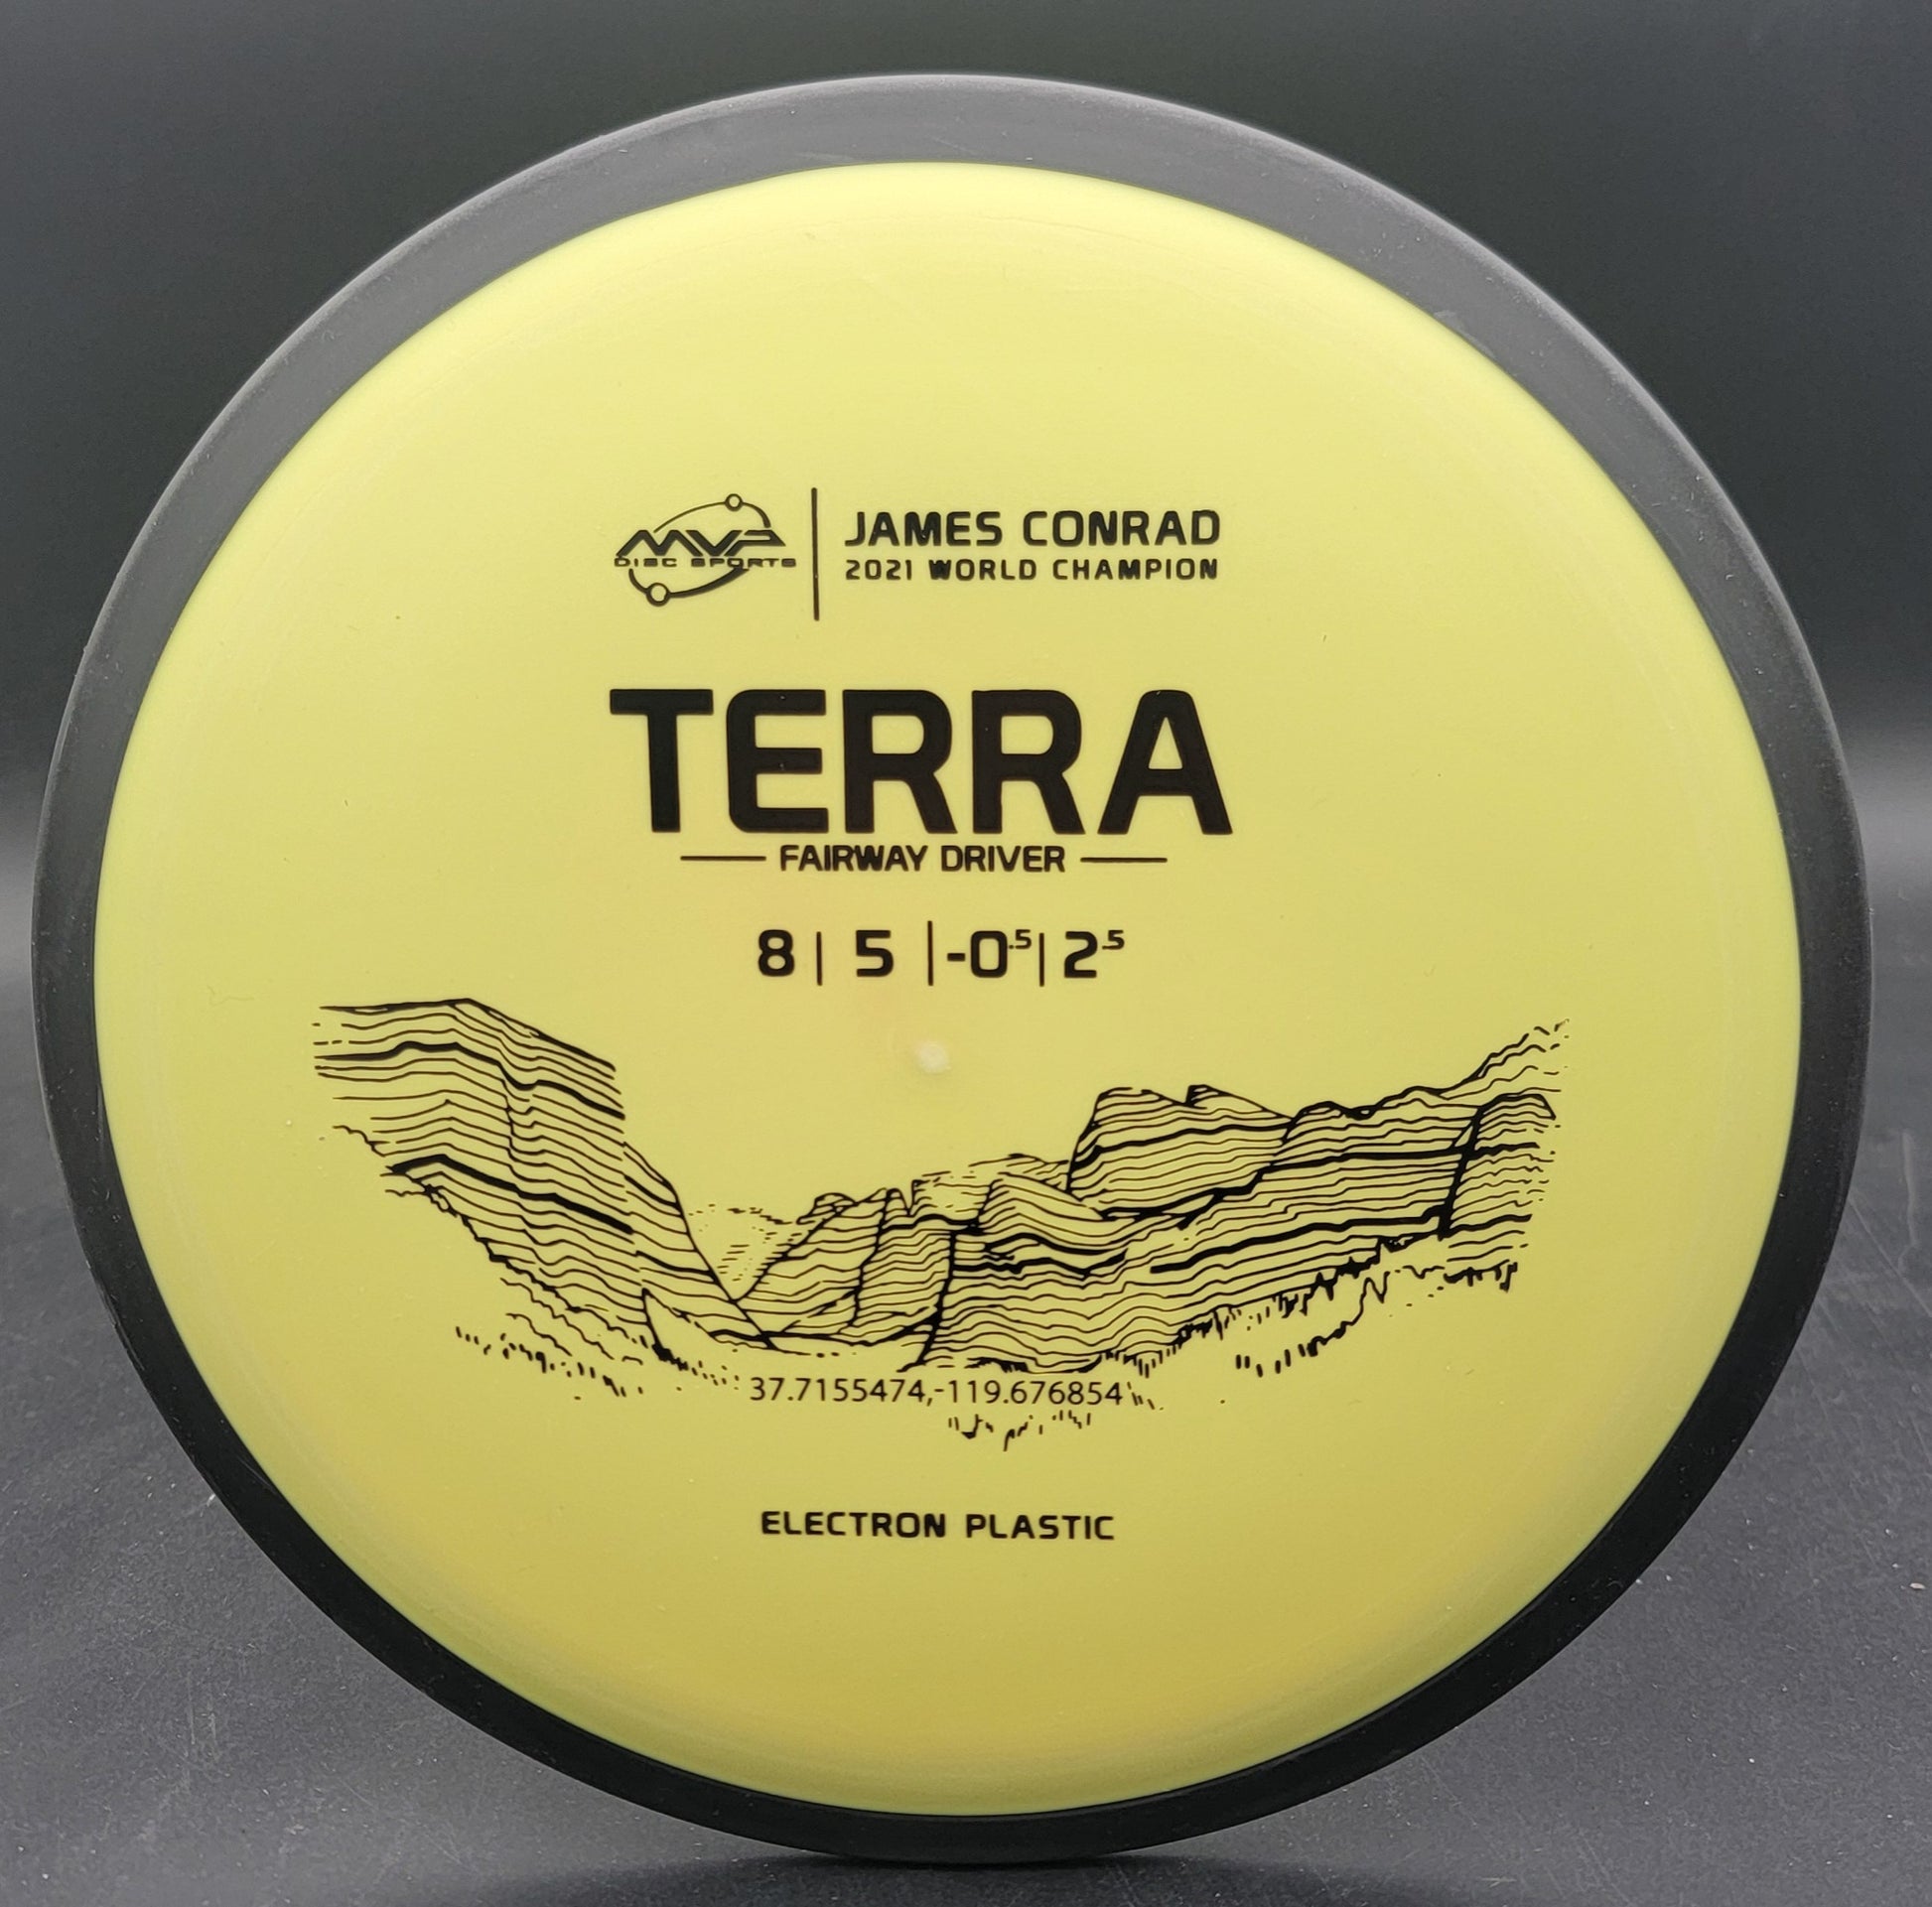 MVP
DISC SPORTS
JAMES CONRAD
2021 WORLD CHAMPION
TERRA
FAIRWAY DRIVER
8 | 5 | -0.5 | 2.5
37.7155474,-119.676854
ELECTRON PLASTIC